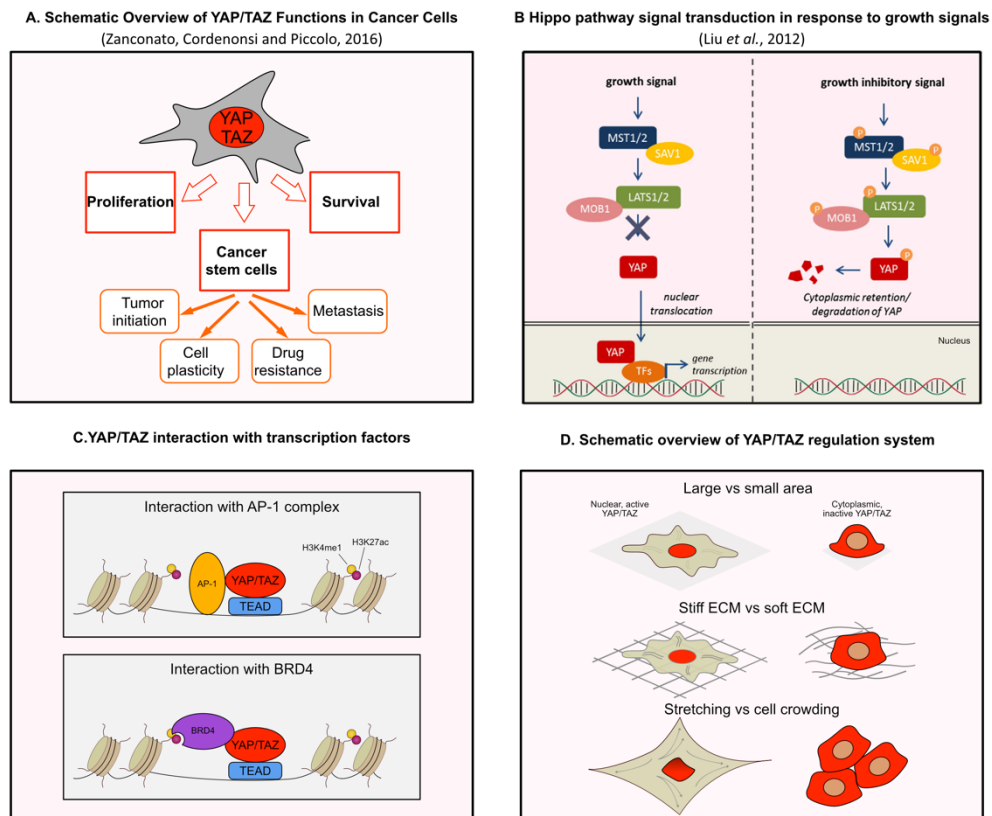 A. Schematic Overview of YAP/TAZ Functions in Cancer Cells
(Zanconato, Cordenonsi and Piccolo, 2016)
YAP
TAZ
Proliferation
Survival
Cancer
stem cells
Tumor
initiation
Metastasis
Cell
plasticity
Drug
resistance
B Hippo pathway signal transduction in response to growth signals
(Liu et al., 2012)
growth signal
MST1/2
SAV1
LATS1/2
MOB1
YAP
nuclear
translocation
YAP
TFs
gene
transcription
growth inhibitory signal
P
MST1/2
P
SAV1
P
LATS1/2
P
MOB1
P
YAP
Cytoplasmic retention/
degradation of YAP
Nucleus
C.YAP/TAZ interaction with transcription factors
Interaction with AP-1 complex
H3K4me1
H3K27ac
AP-1
YAP/TAZ
TEAD
Interaction with BRD4
BRD4
YAP/TAZ
TEAD
D. Schematic overview of YAP/TAZ regulation system
Large vs small area
Nuclear, active
YAP/TAZ
Cytoplasmic,
inactive YAP/TAZ
Stiff ECM vs soft ECM
Stretching vs cell crowding